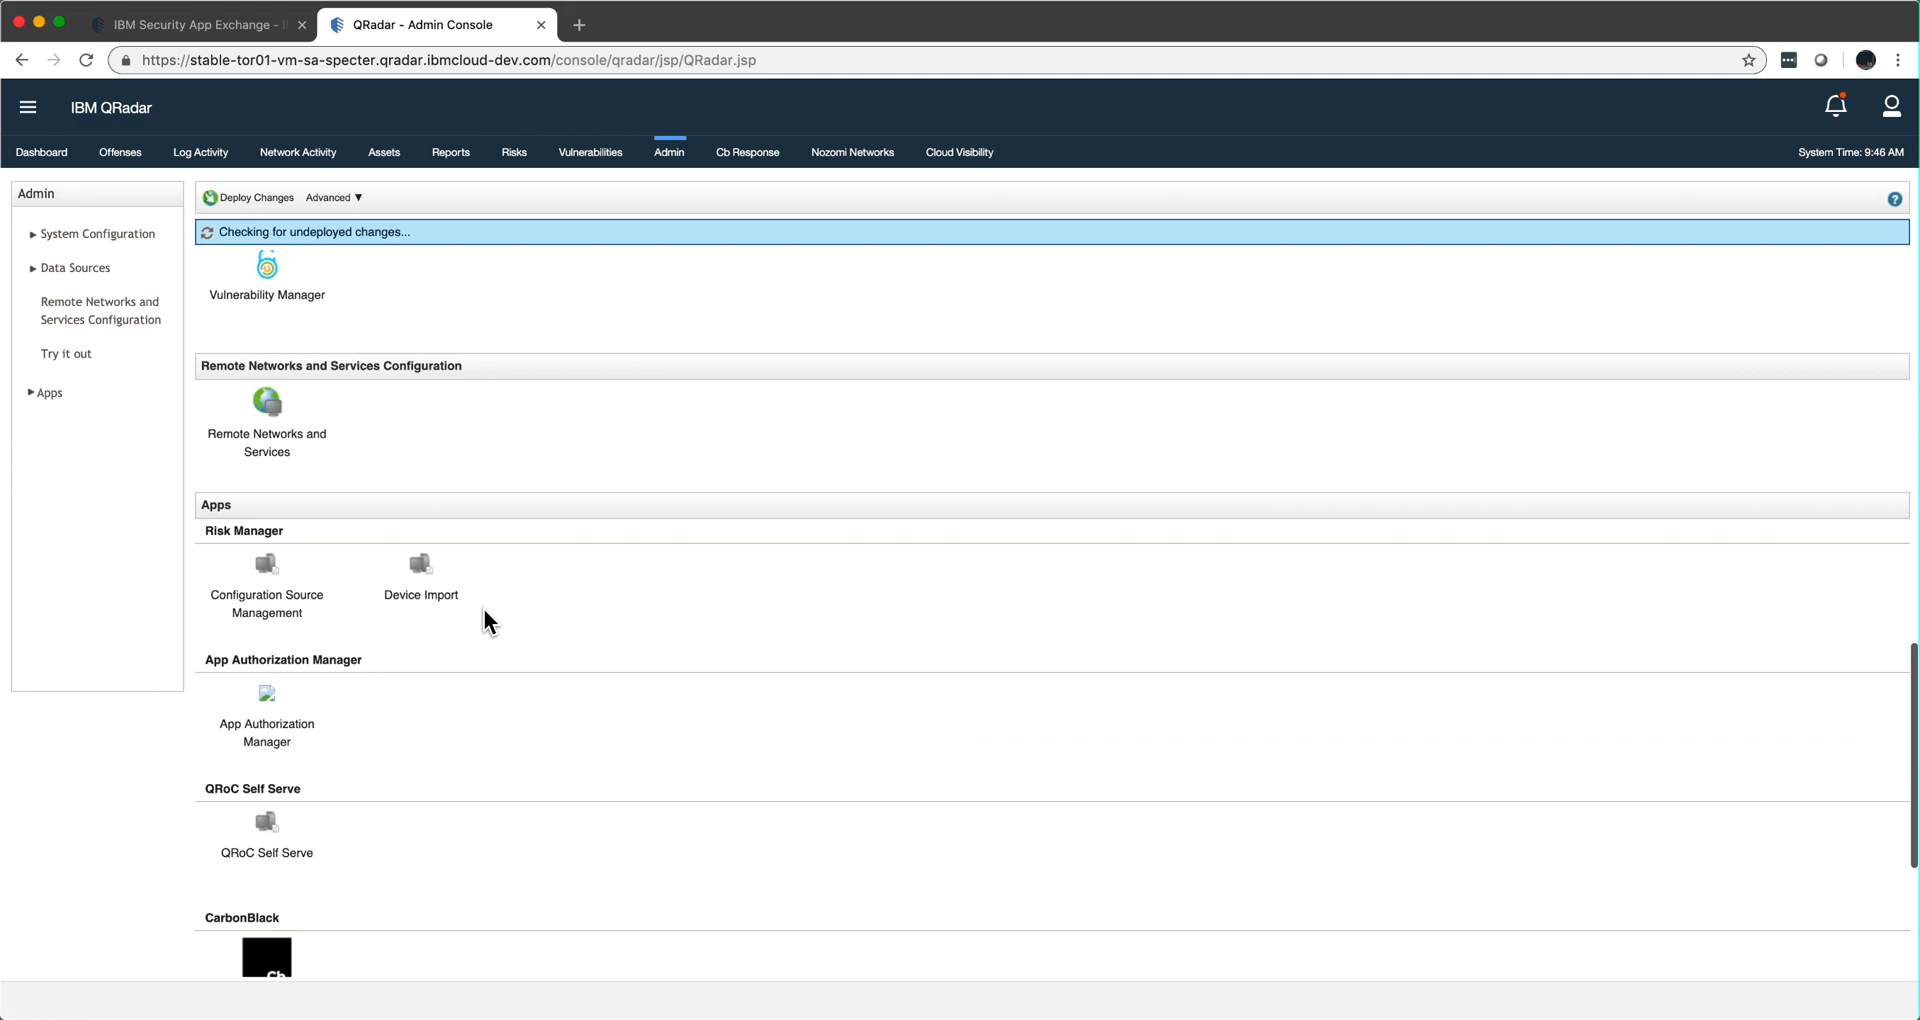 IBM Security App Exchange - I
QRadar - Admin Console
https://stable-tor01-vm-sa-specter.qradar.ibmcloud-dev.com/console/qradar/jsp/QRadar.jsp
IBM QRadar
Dashboard Offenses Log Activity Network Activity Assets Reports Risks Vulnerabilities Admin Cb Response Nozomi Networks Cloud Visibility System Time: 9:46 AM
Admin
System Configuration
Data Sources
Remote Networks and
Services Configuration
Try it out
Apps
Deploy Changes Advanced ▼
Checking for undeployed changes...
Vulnerability Manager
Remote Networks and Services Configuration
Remote Networks and
Services
Apps
Risk Manager
Configuration Source
Management
Device Import
App Authorization Manager
App Authorization
Manager
QRoC Self Serve
QRoC Self Serve
CarbonBlack
Cb